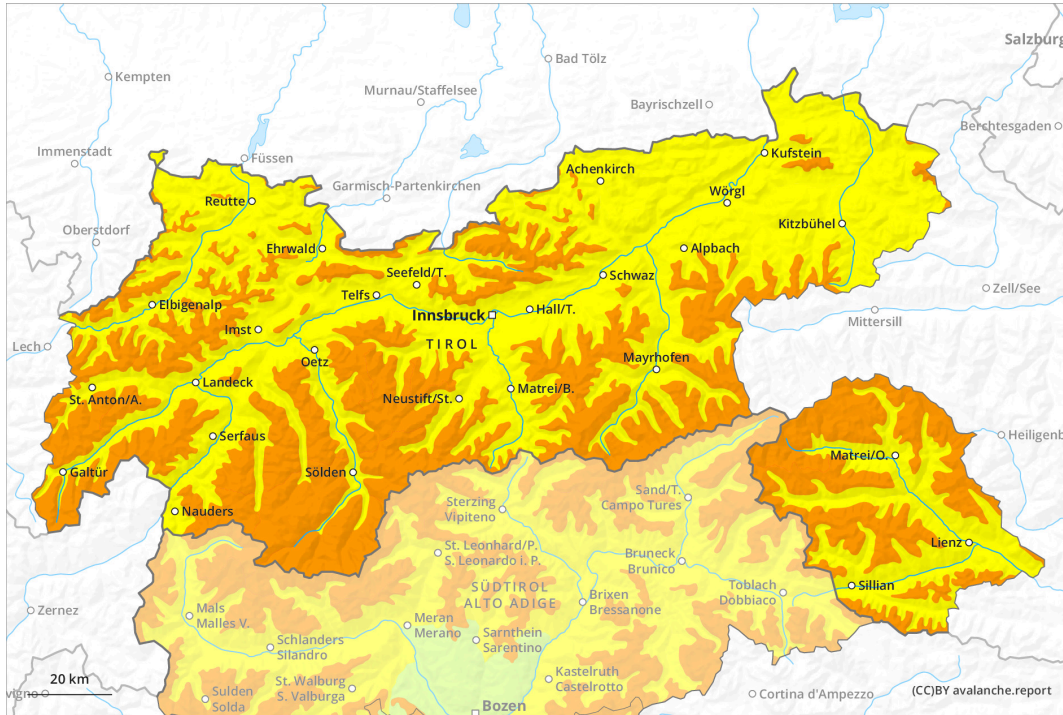 Salzburg
Kempten
Bad Tölz
Murnau/Staffelsee
Bayrischzell
Berchtesgaden
Immenstadt
Füssen
Kufstein
Achenkirch
Garmisch-Partenkirchen
Wörgl
Reutte
Oberstdorf
Kitzbühel
Ehrwald
Alpbach
Seefeld/T.
Schwaz
Zell/See
Telfs
Elbigenalp
Innsbruck
Hall/T.
Mittersill
Imst
TIROL
Lech
Oetz
Mayrhofen
Landeck
St. Anton/A.
Neustift/St.
Matrei/B.
Serfaus
Heiligenb
Matrei/O.
Galtür
Sölden
Sand/T.
Campo Tures
Sterzing
Vipiteno
Nauders
Lienz
St. Leonhard/P.
S. Leonardo i. P.
Bruneck
Brunico
Sillian
SÜDTIROL
ALTO ADIGE
Toblach
Dobbiaco
Brixen
Bressanone
Zernez
Mals
Malles V.
Meran
Merano
Schlanders
Silandro
Sarnthein
Sarentino
20 km
St. Walburg
S. Valburga
Kastelruth
Castelrotto
vigno
Sulden
Solda
Cortina d'Ampezzo
(CC)BY avalanche.report
Bozen